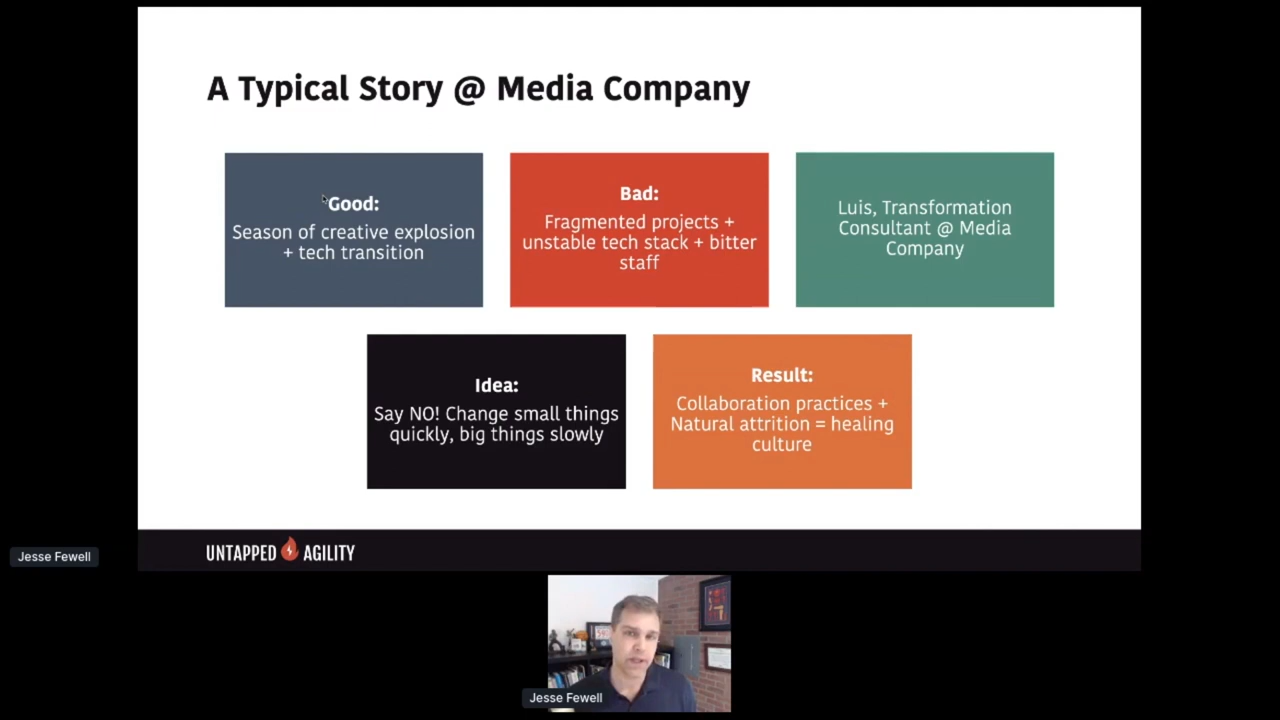 A Typical Story @ Media Company
Good:
Season of creative explosion
+ tech transition
Bad:
Fragmented projects +
unstable tech stack + bitter
staff
Luis, Transformation
Consultant @ Media
Company
Idea:
Say NO! Change small things
quickly, big things slowly
Result:
Collaboration practices +
Natural attrition = healing
culture
UNTAPPED AGILITY
Jesse Fewell
Jesse Fewell